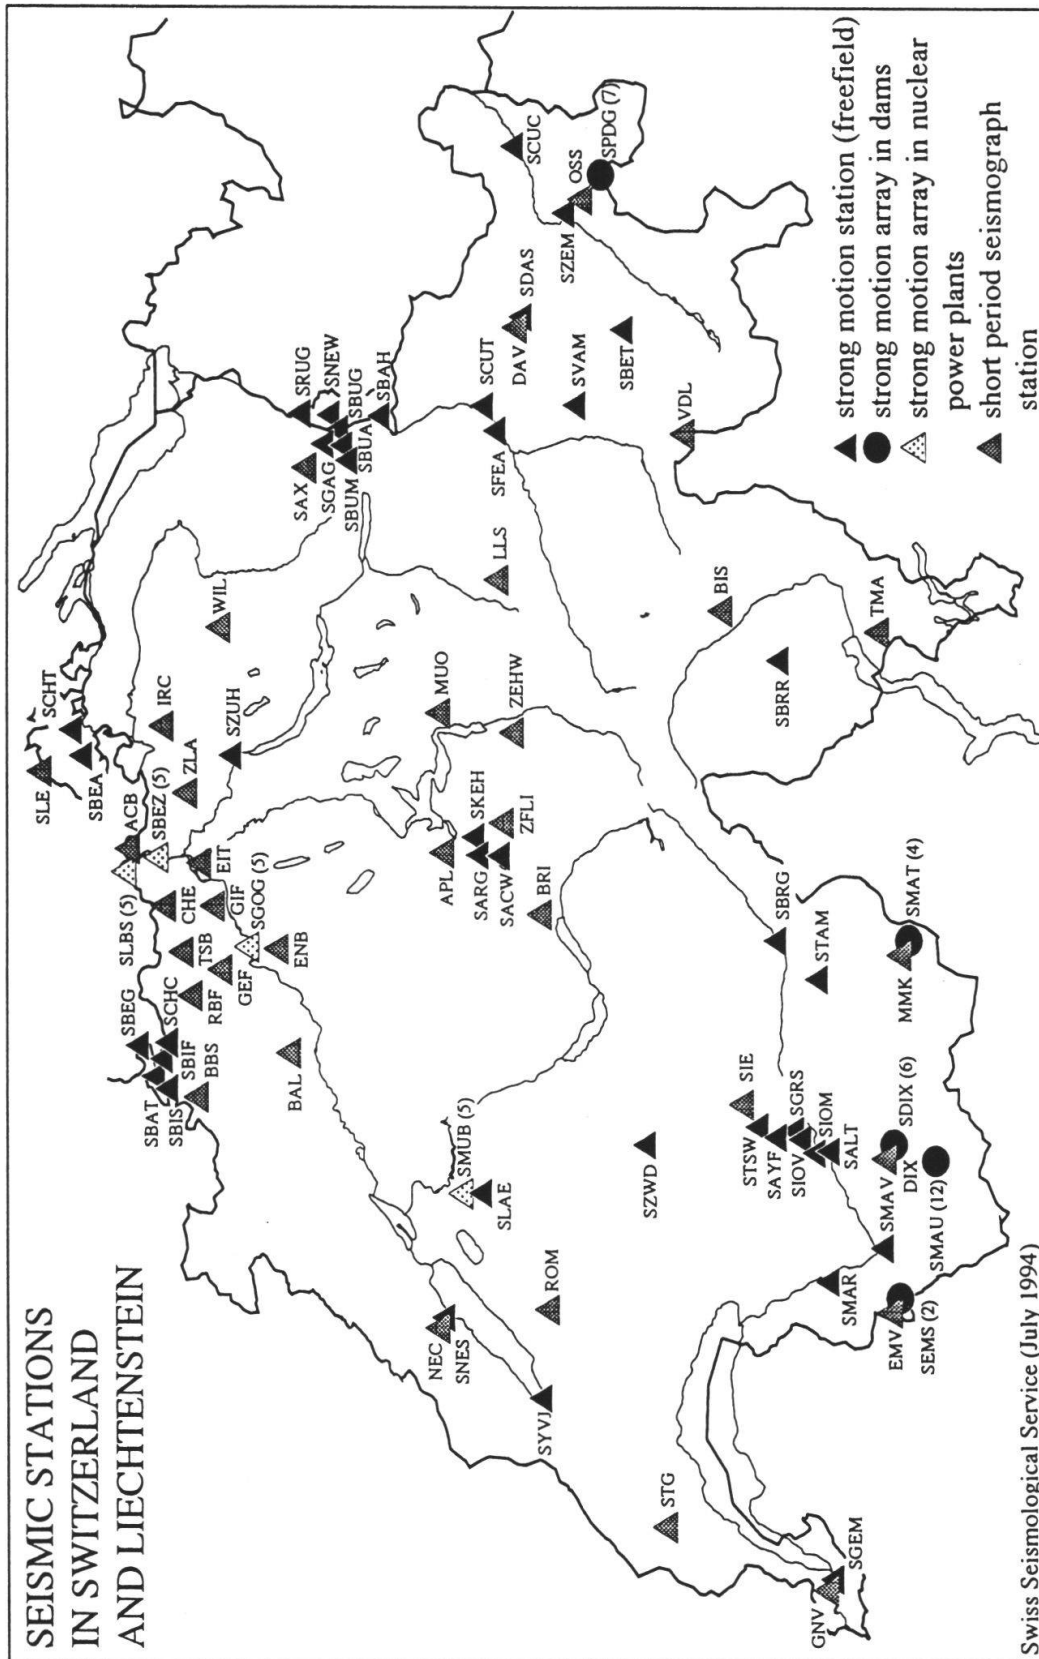 SEISMIC STATIONS
IN SWITZERLAND
AND LIECHTENSTEIN
SLE
SCHT
SBEA
ACB
SBEZ (5)
IRC
ZLA
SZUH
WIL
SLBS (5)
CHE
EIT
GIF
TSB
SGOG (5)
ENB
GEF
RBF
SBEG
SCHC
SBIF
BBS
SBAT
SBIS
BAL
SRUG
SNEW
SBUG
SBAH
SAX
SGAG
SBUM
SBUA
SCUT
SFEA
LLS
DAV
SDAS
SCUC
OSS
SPDG (7)
SZEM
SVAM
SBET
VDL
MUO
ZEHW
APL
SKEH
SARG
SACW
ZFLI
BRI
BIS
SBRR
TMA
SMUB (5)
SLAE
NEC
SNES
ROM
SYVJ
SZWD
SIE
STSW
SAYF
SGRS
SIOV
SIOM
SALT
SBRG
STAM
SMAT (4)
MMK
SDIX (6)
DIX
SMAV
SMAU (12)
SMAR
EMV
SEMS (2)
STG
GNV
SGEM
strong motion station (freefield)
strong motion array in dams
strong motion array in nuclear
power plants
short period seismograph
station
Swiss Seismological Service (July 1994)